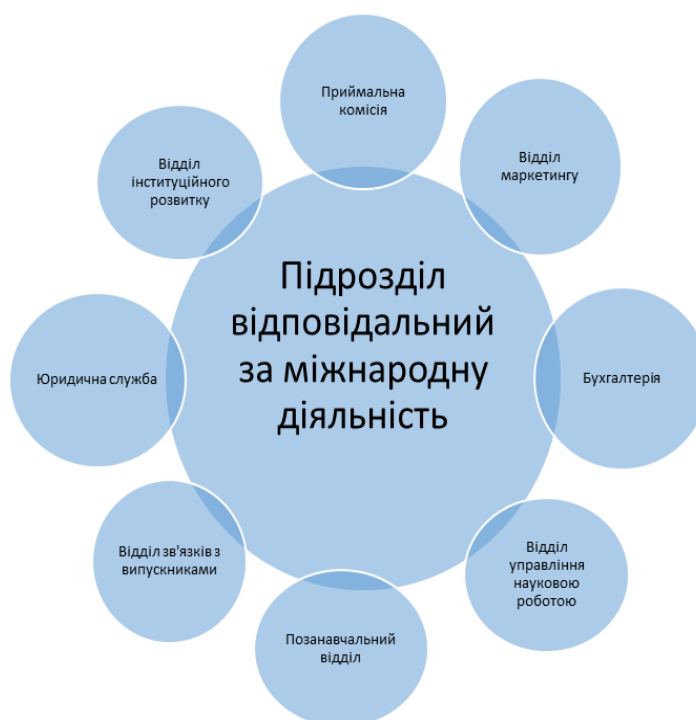 Приймальна
комісія
Відділ
маркетингу
Відділ
інституційного
розвитку
Підрозділ
відповідальний
за міжнародну
діяльність
Юридична служба
Бухгалтерія
Відділ зв'язків з
випускниками
Відділ
управління
науковою
роботою
Позанавчальний
відділ